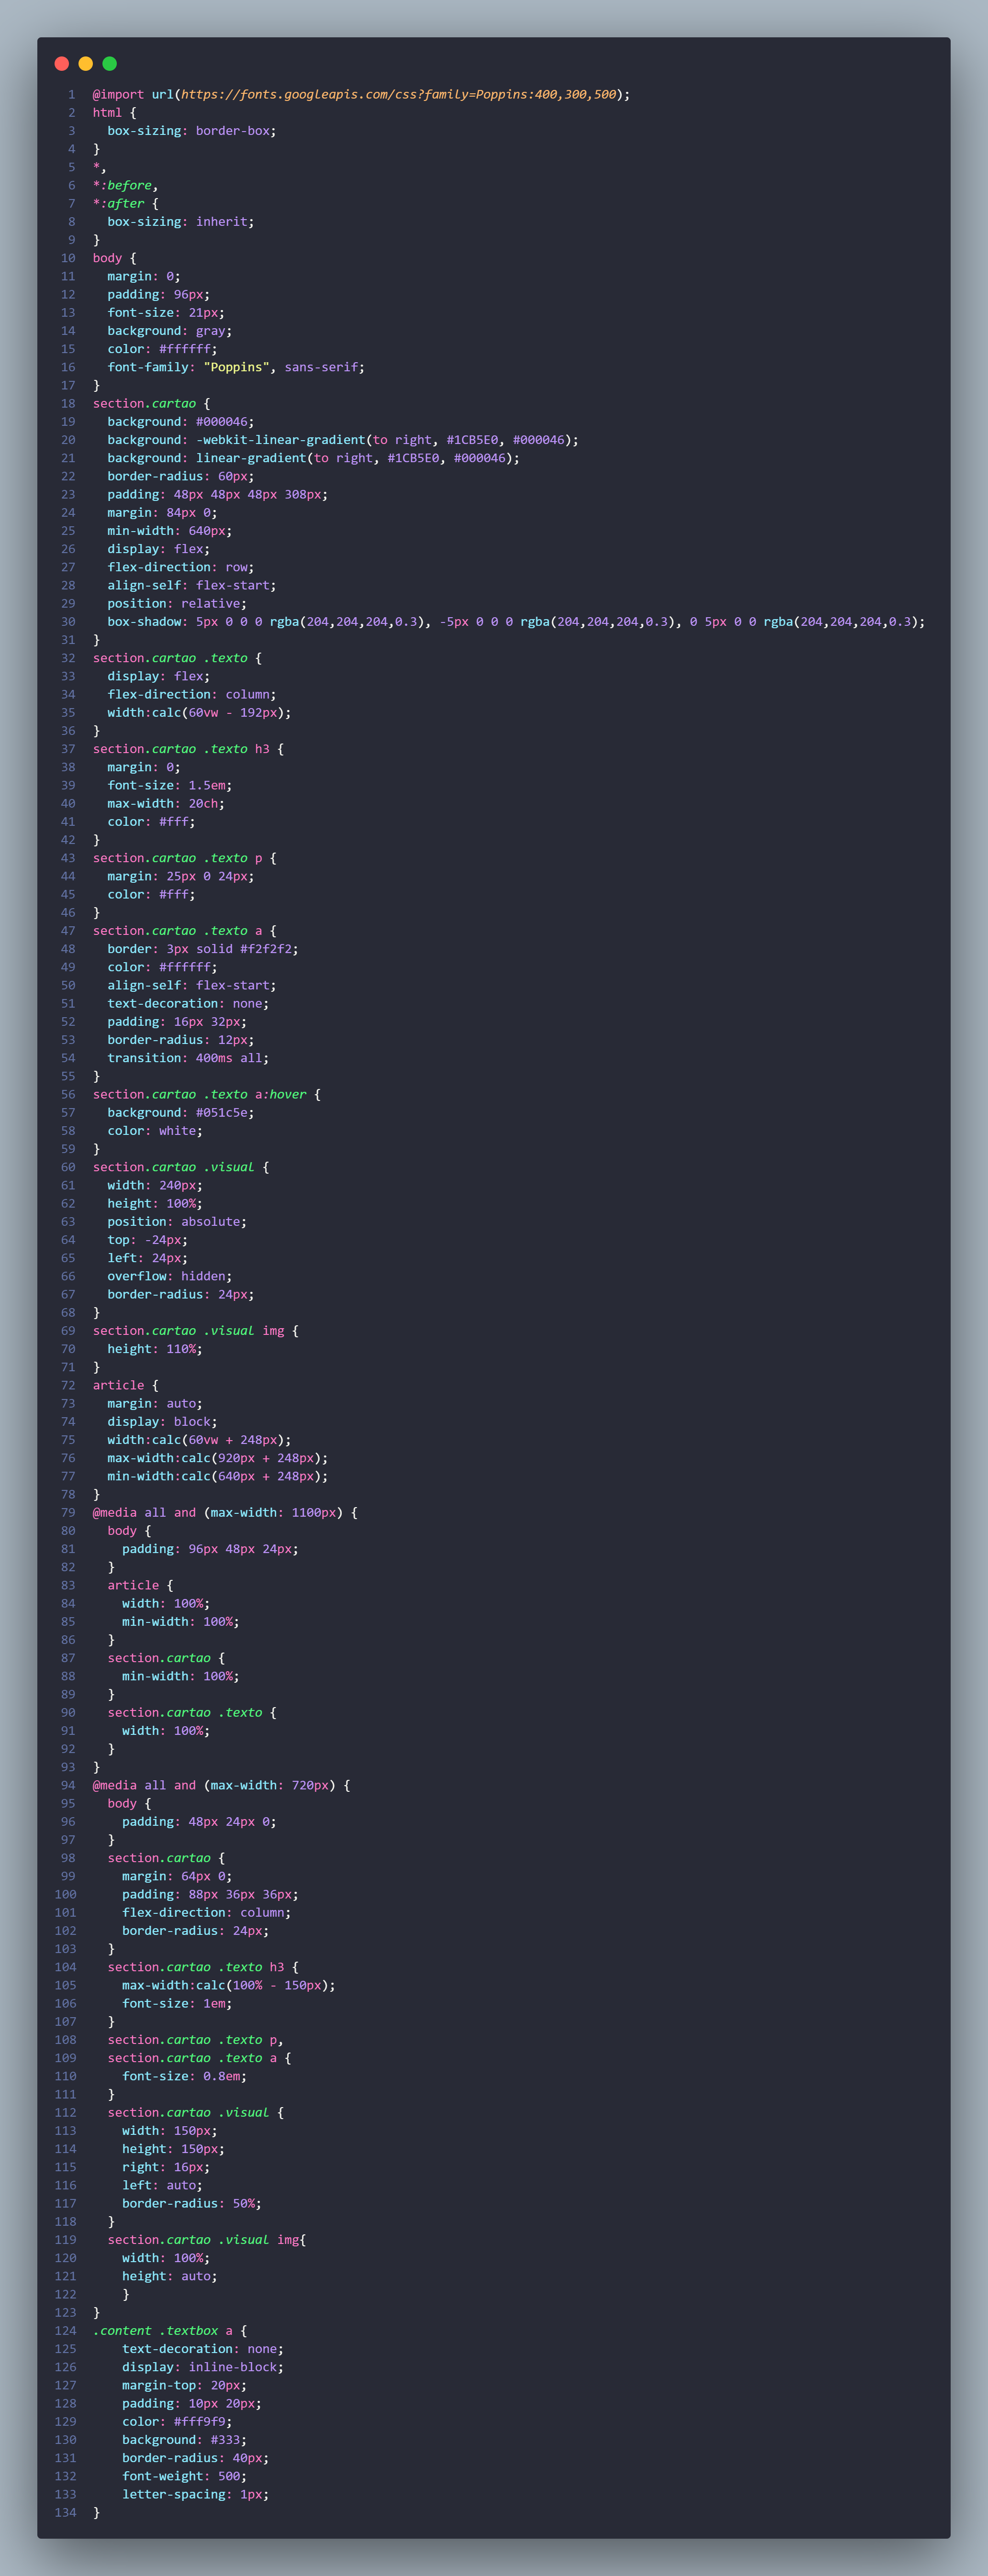 1 @import url(https://fonts.googleapis.com/css?family=Poppins:400,300,500);
2 html {
3   box-sizing: border-box;
4 }
5 *,
6 *:before,
7 *:after {
8   box-sizing: inherit;
9 }
10 body {
11   margin: 0;
12   padding: 96px;
13   font-size: 21px;
14   background: gray;
15   color: #ffffff;
16   font-family: "Poppins", sans-serif;
17 }
18 section.cartao {
19   background: #000046;
20   background: -webkit-linear-gradient(to right, #1CB5E0, #000046);
21   background: linear-gradient(to right, #1CB5E0, #000046);
22   border-radius: 60px;
23   padding: 48px 48px 48px 308px;
24   margin: 84px 0;
25   min-width: 640px;
26   display: flex;
27   flex-direction: row;
28   align-self: flex-start;
29   position: relative;
30   box-shadow: 5px 0 0 0 rgba(204,204,204,0.3), -5px 0 0 0 rgba(204,204,204,0.3), 0 5px 0 0 rgba(204,204,204,0.3);
31 }
32 section.cartao .texto {
33   display: flex;
34   flex-direction: column;
35   width:calc(60vw - 192px);
36 }
37 section.cartao .texto h3 {
38   margin: 0;
39   font-size: 1.5em;
40   max-width: 20ch;
41   color: #fff;
42 }
43 section.cartao .texto p {
44   margin: 25px 0 24px;
45   color: #fff;
46 }
47 section.cartao .texto a {
48   border: 3px solid #f2f2f2;
49   color: #ffffff;
50   align-self: flex-start;
51   text-decoration: none;
52   padding: 16px 32px;
53   border-radius: 12px;
54   transition: 400ms all;
55 }
56 section.cartao .texto a:hover {
57   background: #051c5e;
58   color: white;
59 }
60 section.cartao .visual {
61   width: 240px;
62   height: 100%;
63   position: absolute;
64   top: -24px;
65   left: 24px;
66   overflow: hidden;
67   border-radius: 24px;
68 }
69 section.cartao .visual img {
70   height: 110%;
71 }
72 article {
73   margin: auto;
74   display: block;
75   width:calc(60vw + 248px);
76   max-width:calc(920px + 248px);
77   min-width:calc(640px + 248px);
78 }
79 @media all and (max-width: 1100px) {
80   body {
81     padding: 96px 48px 24px;
82   }
83   article {
84     width: 100%;
85     min-width: 100%;
86   }
87   section.cartao {
88     min-width: 100%;
89   }
90   section.cartao .texto {
91     width: 100%;
92   }
93 }
94 @media all and (max-width: 720px) {
95   body {
96     padding: 48px 24px 0;
97   }
98   section.cartao {
99     margin: 64px 0;
100     padding: 88px 36px 36px;
101     flex-direction: column;
102     border-radius: 24px;
103   }
104   section.cartao .texto h3 {
105     max-width:calc(100% - 150px);
106     font-size: 1em;
107   }
108   section.cartao .texto p,
109   section.cartao .texto a {
110     font-size: 0.8em;
111   }
112   section.cartao .visual {
113     width: 150px;
114     height: 150px;
115     right: 16px;
116     left: auto;
117     border-radius: 50%;
118   }
119   section.cartao .visual img{
120     width: 100%;
121     height: auto;
122     }
123 }
124 .content .textbox a {
125     text-decoration: none;
126     display: inline-block;
127     margin-top: 20px;
128     padding: 10px 20px;
129     color: #fff9f9;
130     background: #333;
131     border-radius: 40px;
132     font-weight: 500;
133     letter-spacing: 1px;
134 }